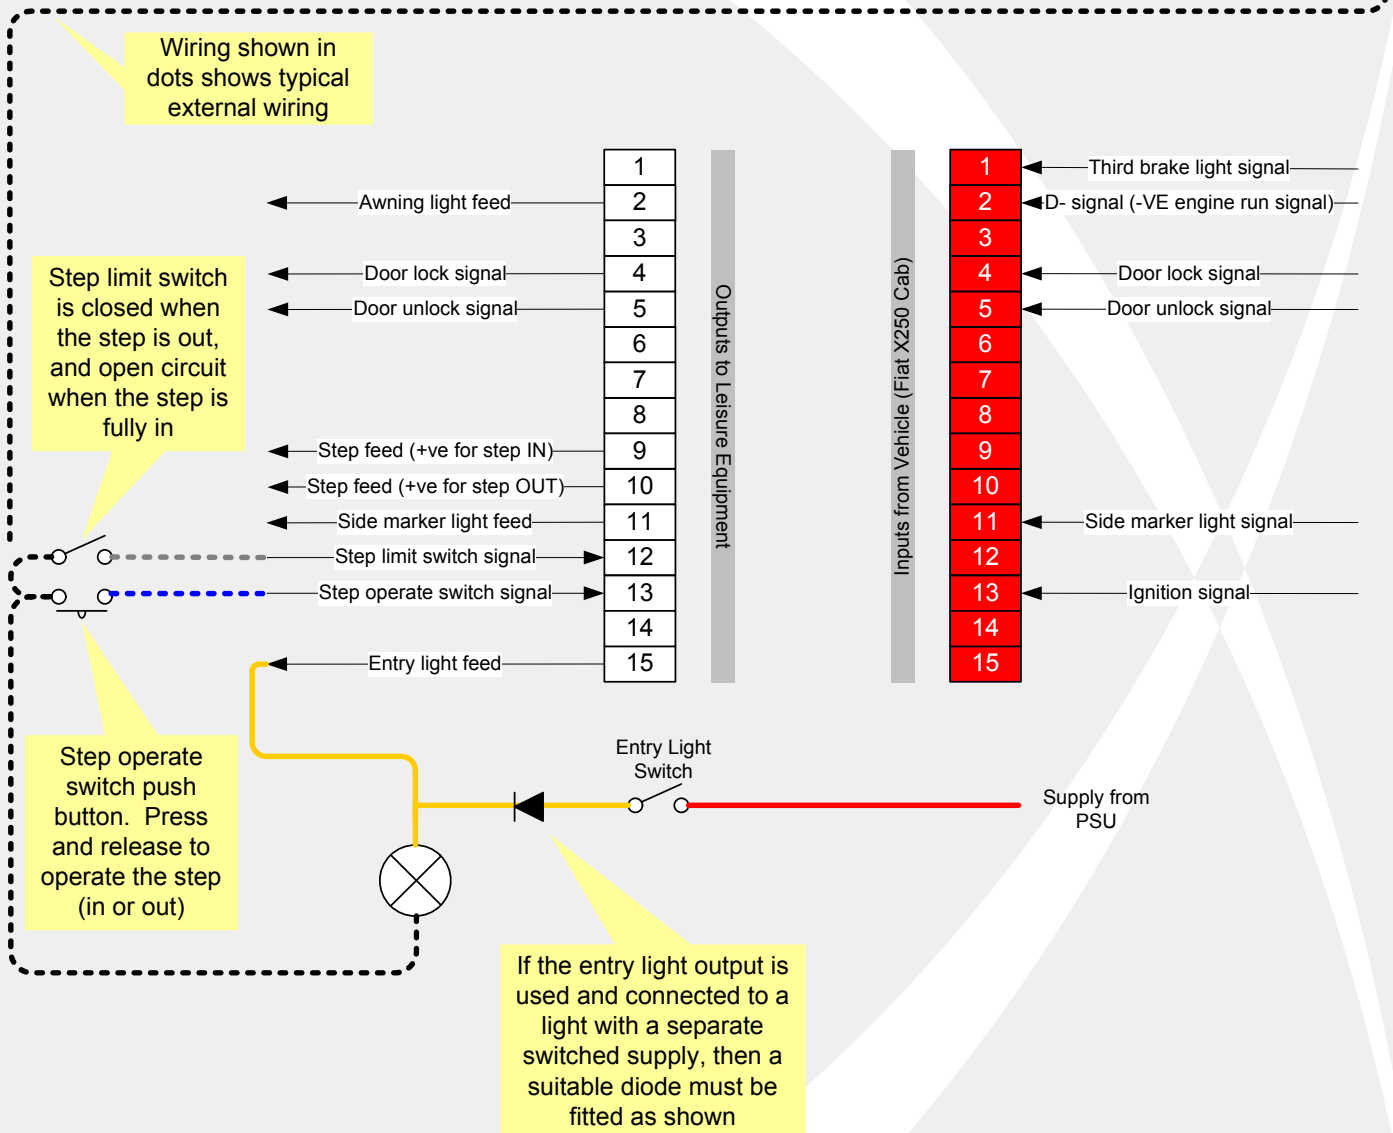 Wiring shown in
dots shows typical
external wiring
1
Awning light feed
2
3
Door lock signal
4
Door unlock signal
5
6
7
8
Step feed (+ve for step IN)
9
Step feed (+ve for step OUT)
10
Side marker light feed
11
Step limit switch signal
12
Step operate switch signal
13
14
Entry light feed
15
Outputs to Leisure Equipment
Inputs from Vehicle (Fiat X250 Cab)
1
Third brake light signal
2
D- signal (-VE engine run signal)
3
4
Door lock signal
5
Door unlock signal
6
7
8
9
10
11
Side marker light signal
12
13
Ignition signal
14
15
Step limit switch
is closed when
the step is out,
and open circuit
when the step is
fully in
Step operate
switch push
button. Press
and release to
operate the step
(in or out)
Entry Light
Switch
Supply from
PSU
If the entry light output is
used and connected to a
light with a separate
switched supply, then a
suitable diode must be
fitted as shown